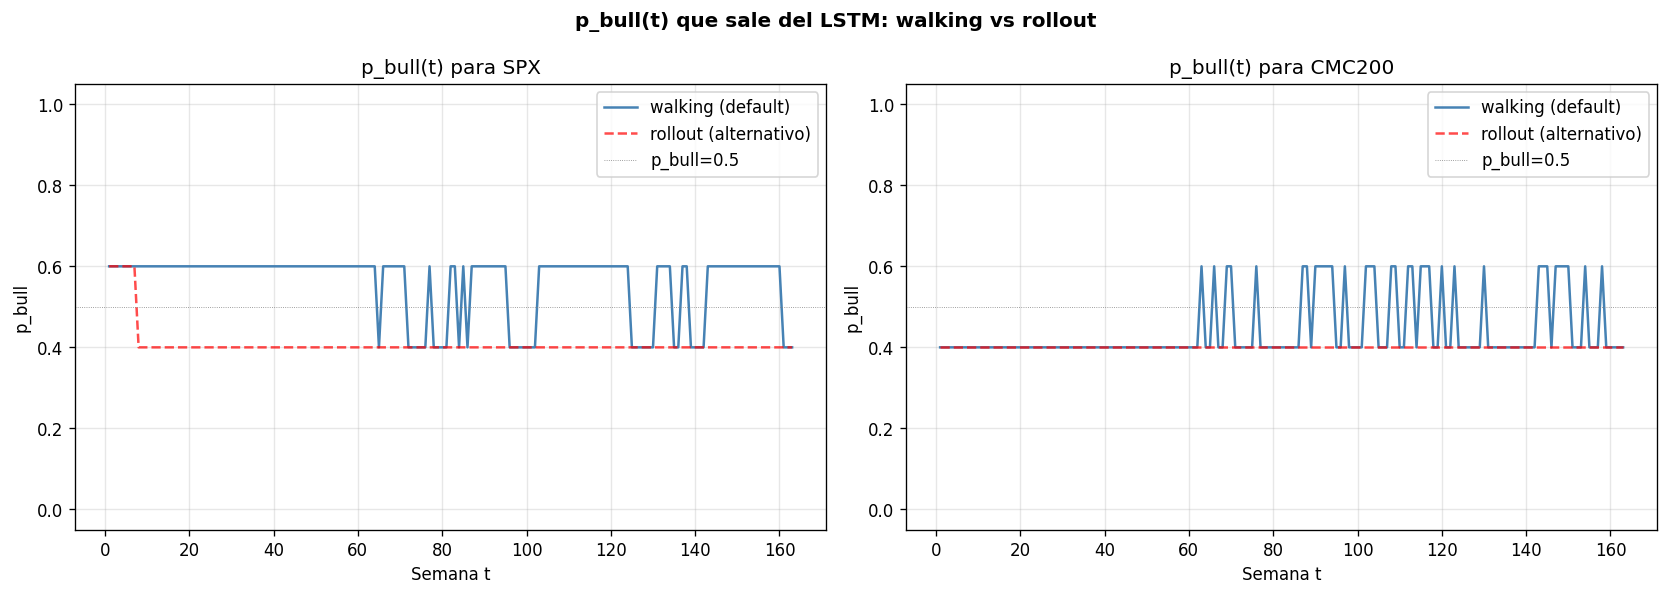 p_bull(t) que sale del LSTM: walking vs rollout
p_bull(t) para SPX
1.0
0.8
0.6
0.4
0.2
0.0
p_bull
walking (default)
rollout (alternativo)
p_bull=0.5
0 20 40 60 80 100 120 140 160
Semana t
p_bull(t) para CMC200
1.0
0.8
0.6
0.4
0.2
0.0
p_bull
walking (default)
rollout (alternativo)
p_bull=0.5
0 20 40 60 80 100 120 140 160
Semana t